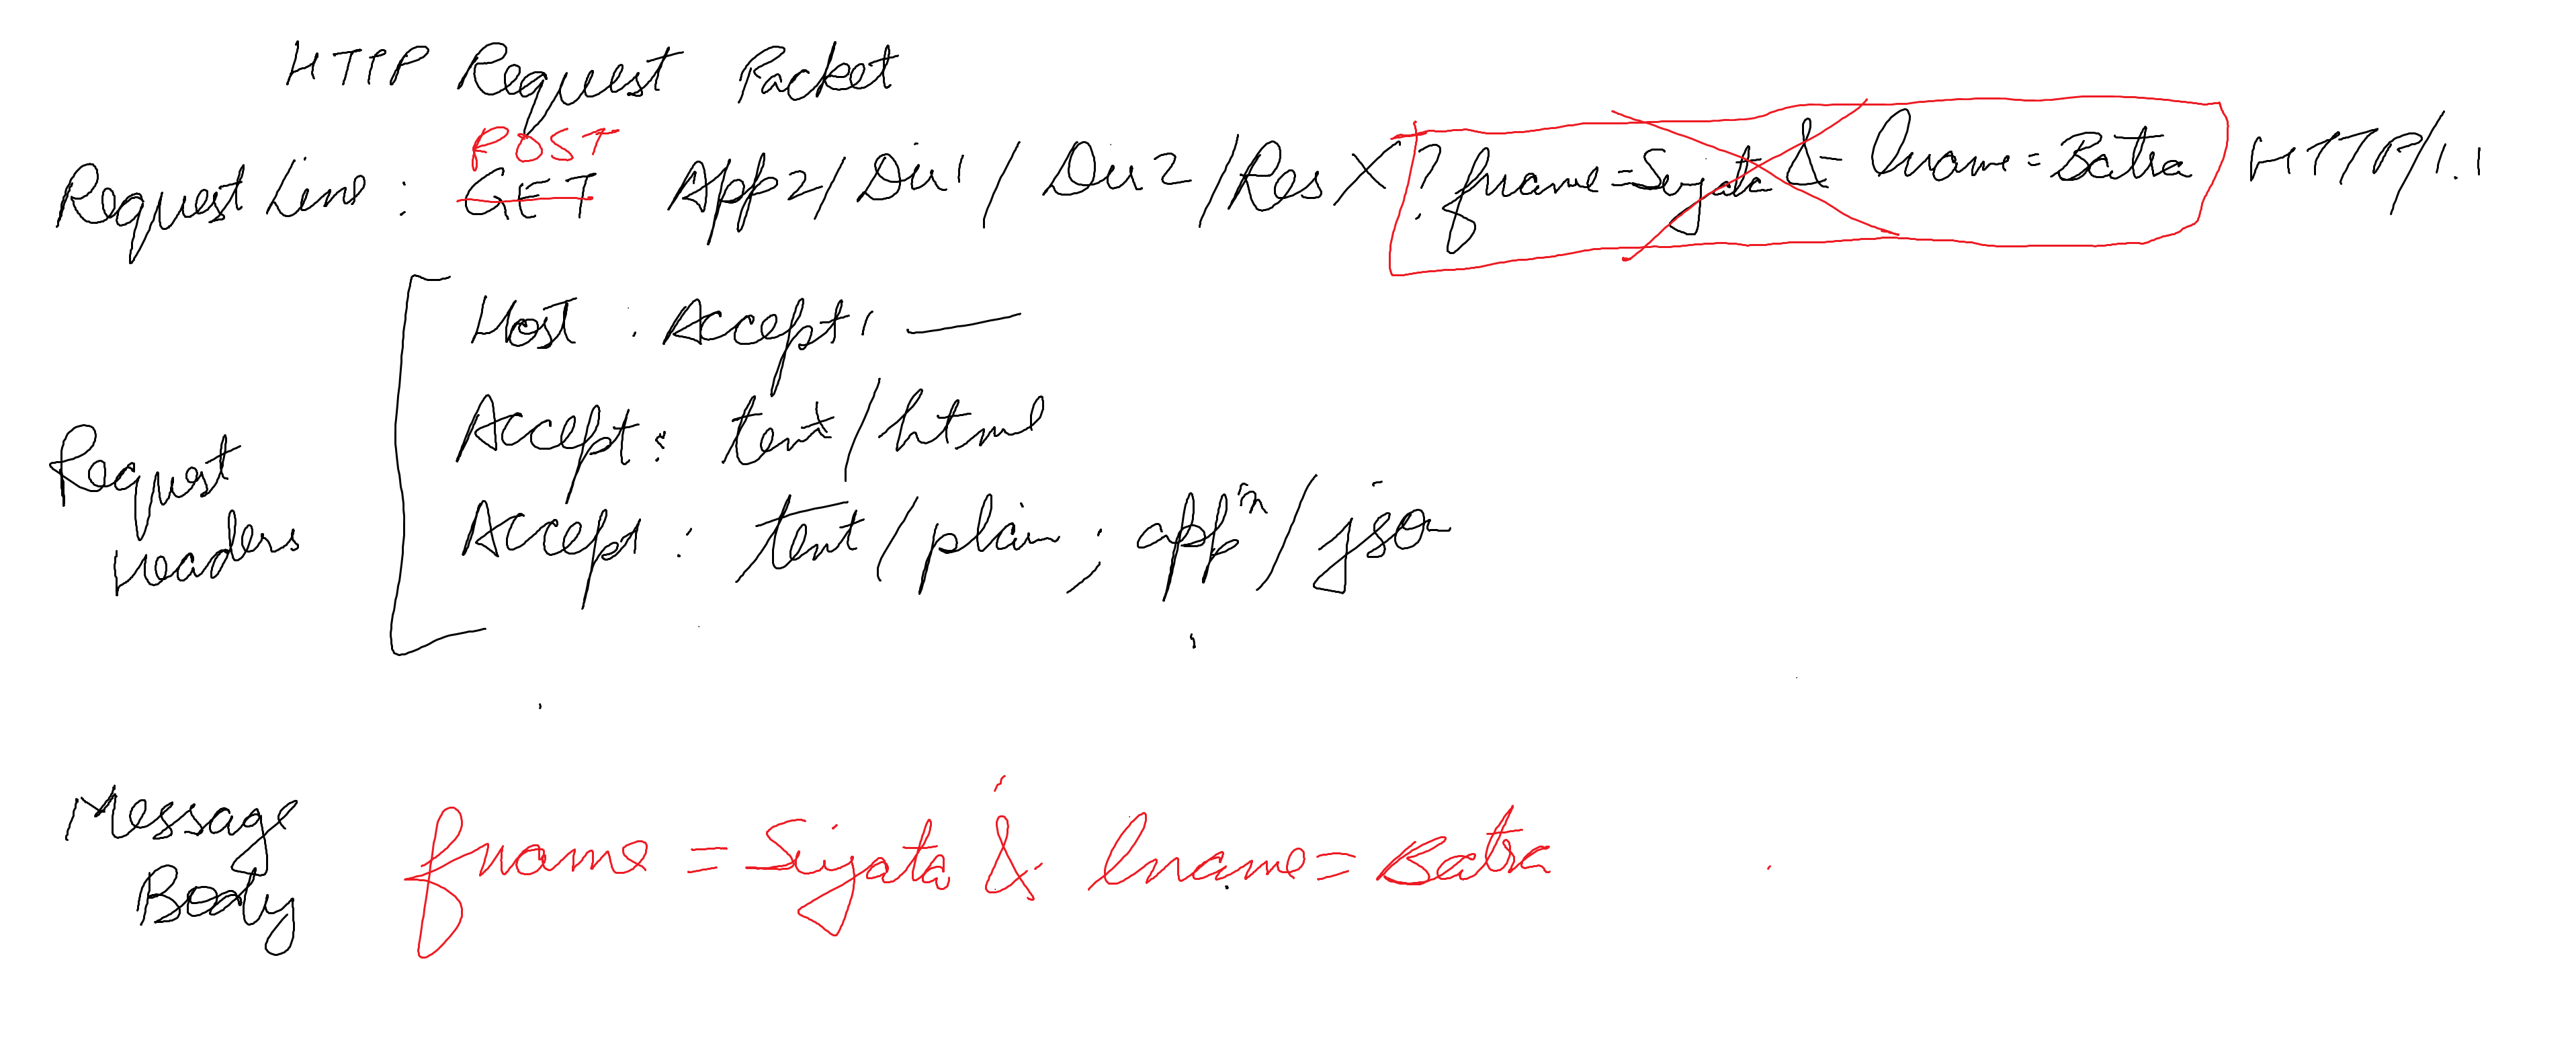 HTTP Request Packet
POST
Request Line : GET App2/Dir1/Dir2/ResX?fname=Sujata & lname=Batra HTTP/1.1
Host : Accept,
Accept: text/html
Request Headers
Accept : text/plain ; appn/json
Message Body
fname = Sujata & lname = Batra